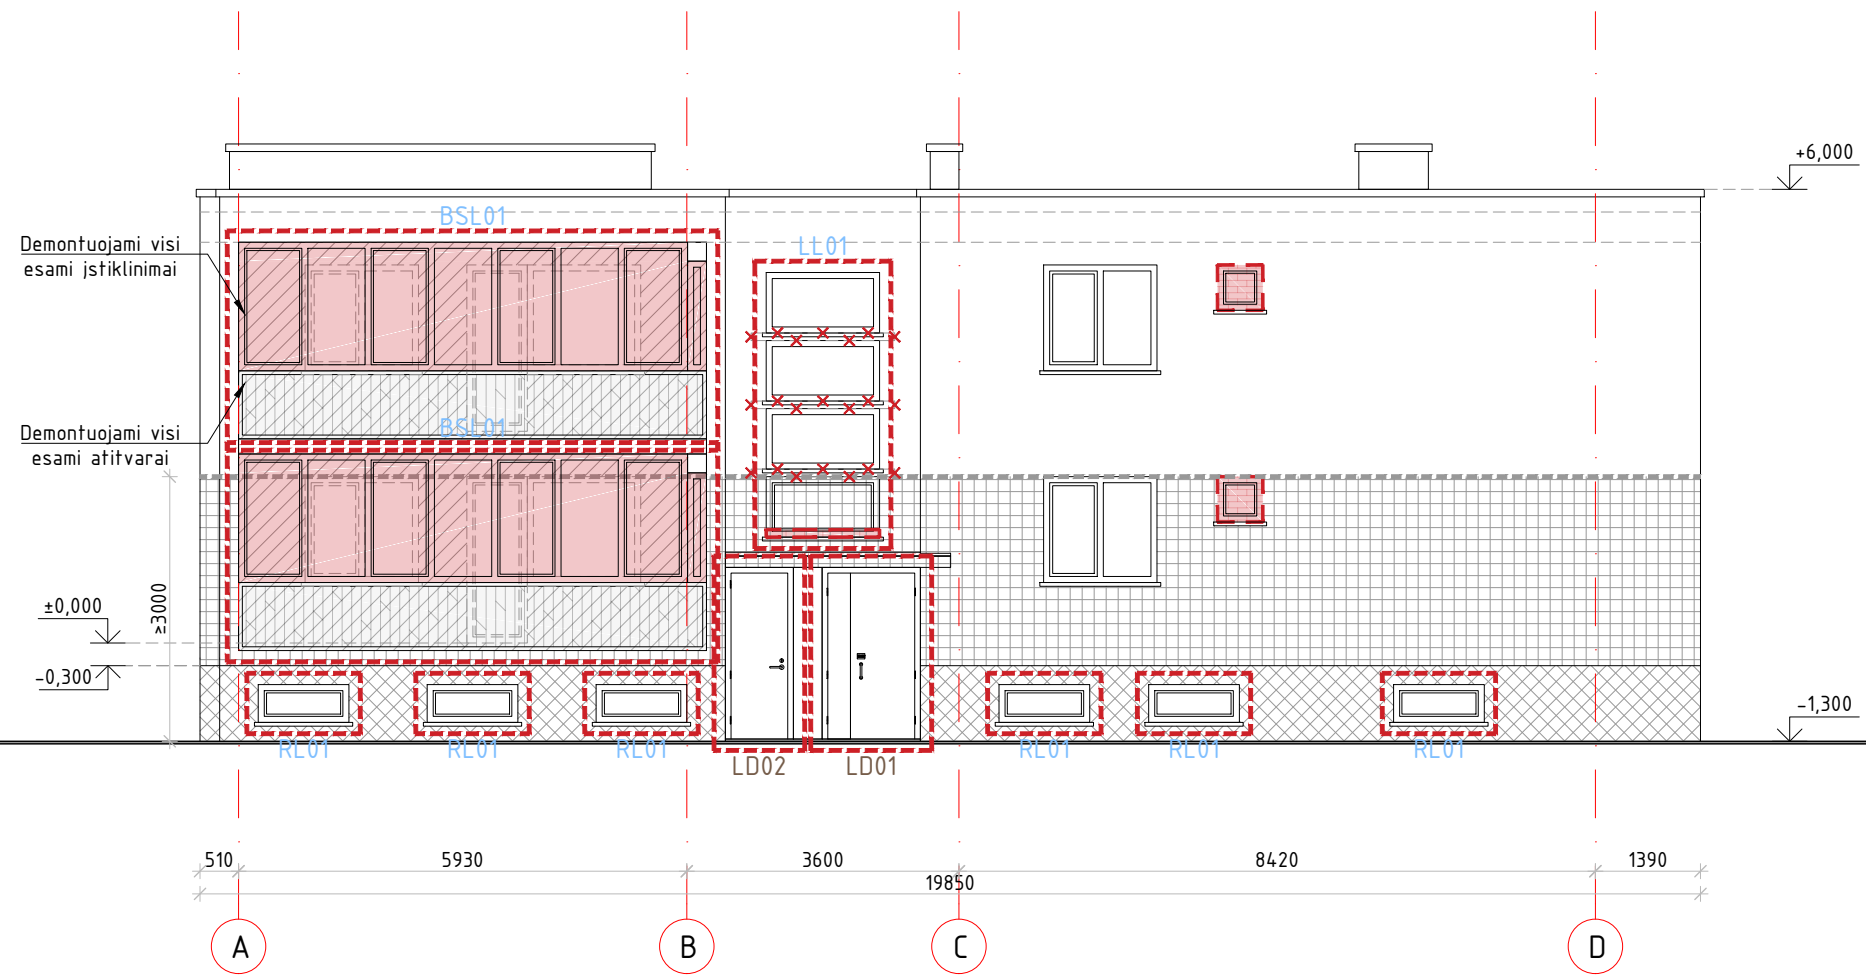 +6,000
BSL01
Demontuojami visi
esami įstiklinimai
LL01
Demontuojami visi
esami atitvarai
BSL01
≥3000
±0,000
-0,300
-1,300
RL01
RL01
RL01
RL01
RL01
RL01
LD02
LD01
510
5930
3600
8420
1390
19850
A
B
C
D